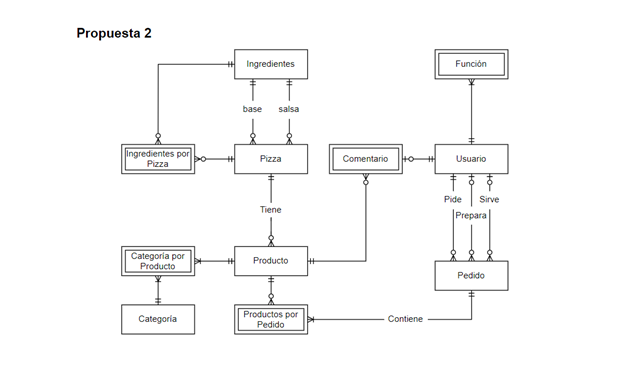 Propuesta 2
Ingredientes
Función
base
salsa
Ingredientes por
Pizza
Pizza
Comentario
Usuario
Pide
Sirve
Prepara
Tiene
Categoría por
Producto
Producto
Pedido
Categoría
Productos por
Pedido
Contiene